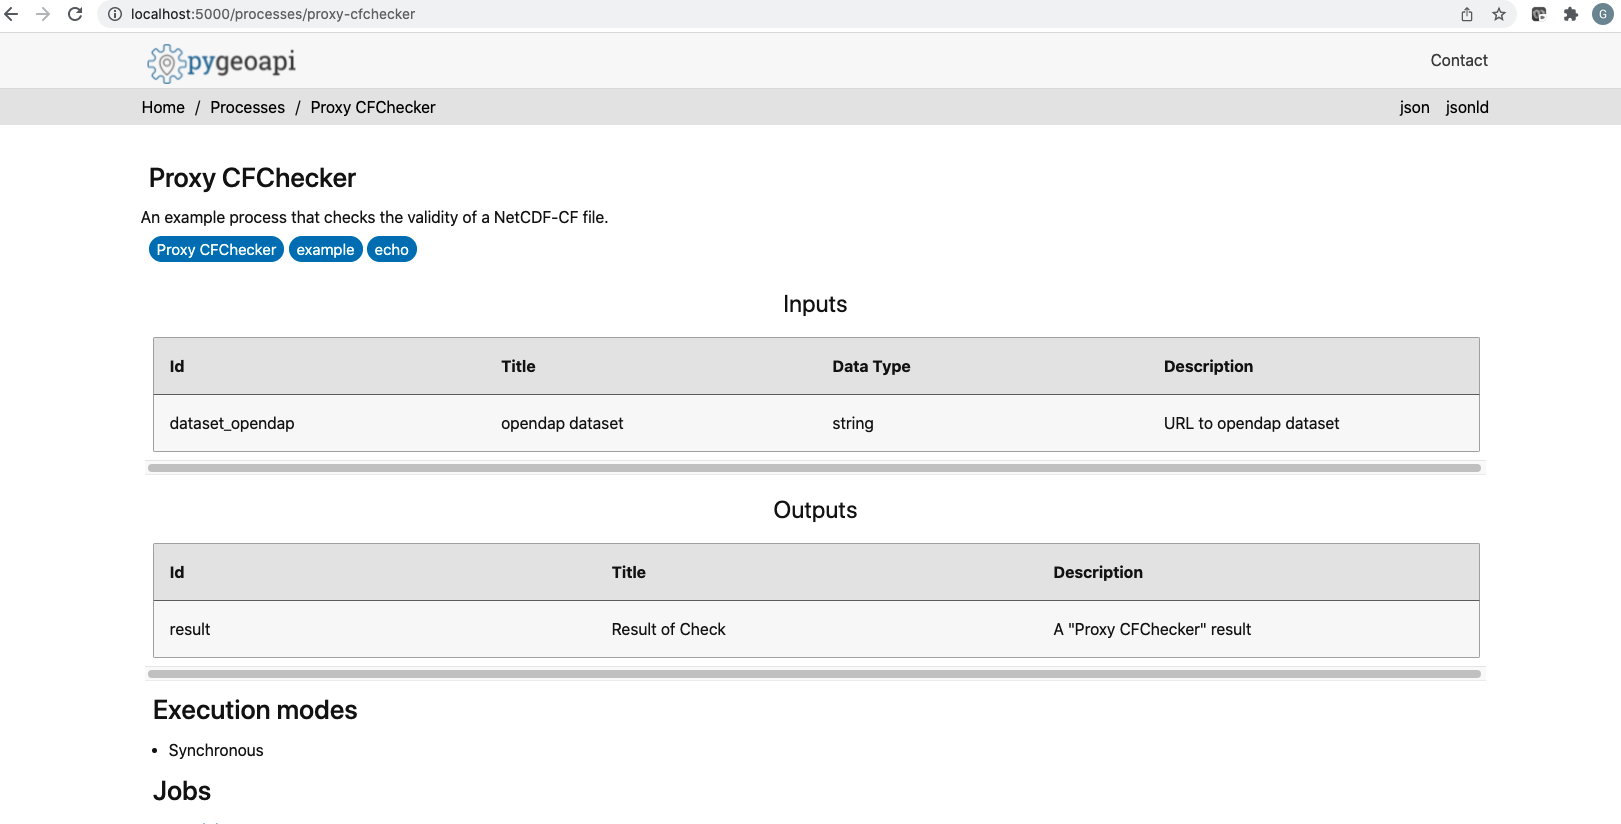 localhost:5000/processes/proxy-cfchecker
G
pygeoapi
Contact
Home / Processes / Proxy CFChecker
json jsonld
Proxy CFChecker
An example process that checks the validity of a NetCDF-CF file.
Proxy CFChecker example echo
Inputs
Id Title Data Type Description
dataset_opendap opendap dataset string URL to opendap dataset
Outputs
Id Title Description
result Result of Check A "Proxy CFChecker" result
Execution modes
• Synchronous
Jobs